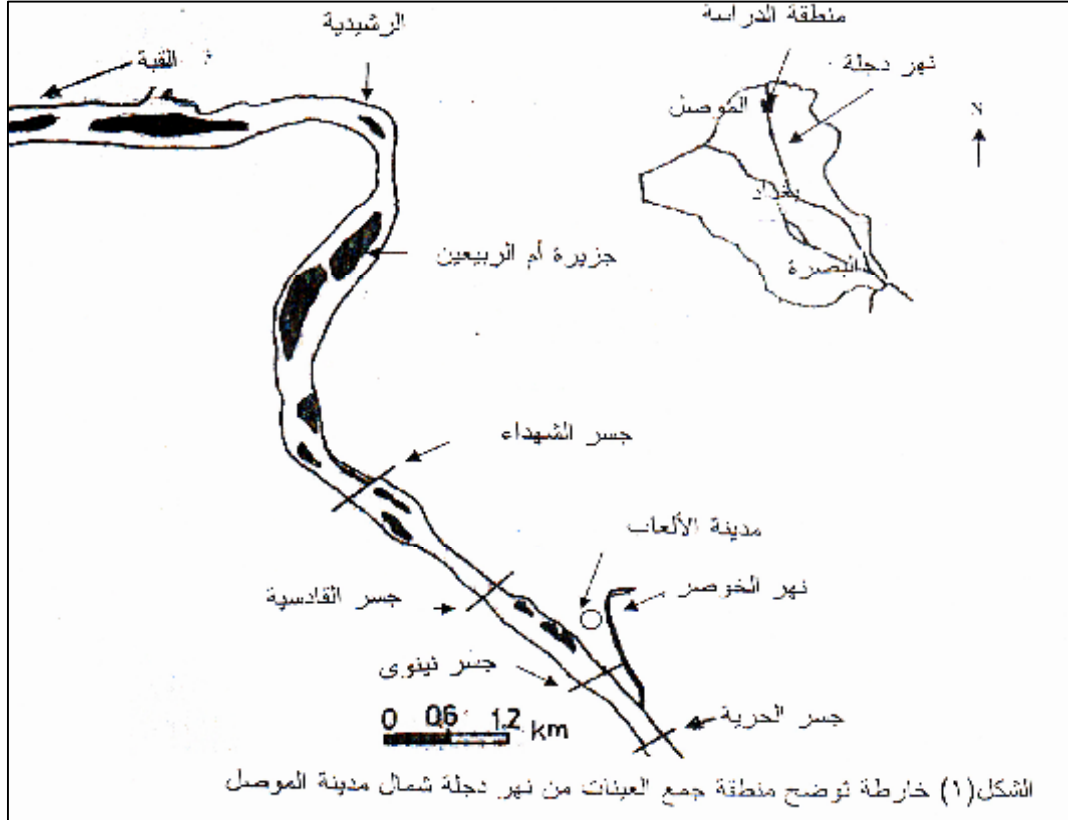 الرشيدية
القبة
منطقة الدراسة
نهر دجلة
الموصل
N
بغداد
البصرة
جزيرة أم الربيعين
جسر الشهداء
مدينة الألعاب
نهر الخوصر
جسر القادسية
جسر نينوى
جسر الحرية
0 0.6 1.2 km
الشكل(١) خارطة توضح منطقة جمع العينات من نهر دجلة شمال مدينة الموصل